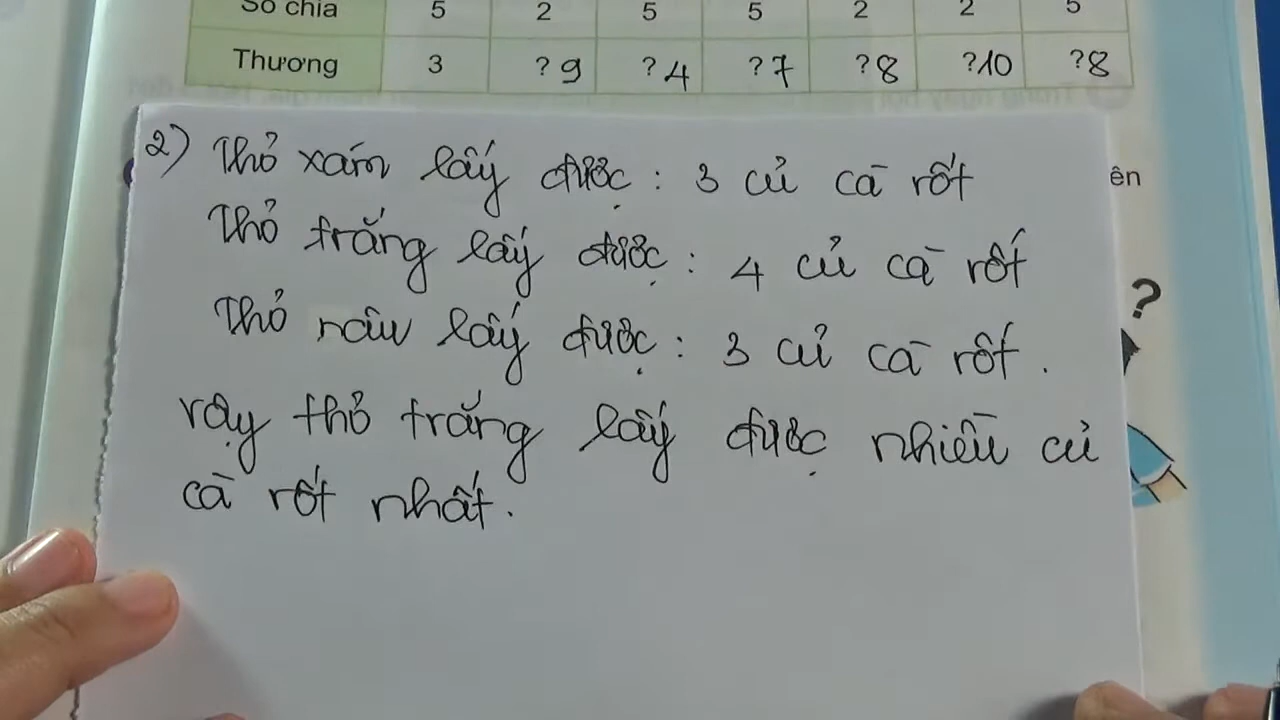 Số chia 5 2 5 5 2 2 5
Thương 3 ? 9 ? 4 ? 7 ? 8 ? 10 ? 8
2) Thỏ xám lấy được : 3 củ cà rốt
Thỏ trắng lấy được : 4 củ cà rốt
Thỏ nâu lấy được : 3 củ cà rốt .
vậy thỏ trắng lấy được nhiều củ
cà rốt nhất.
ên
?